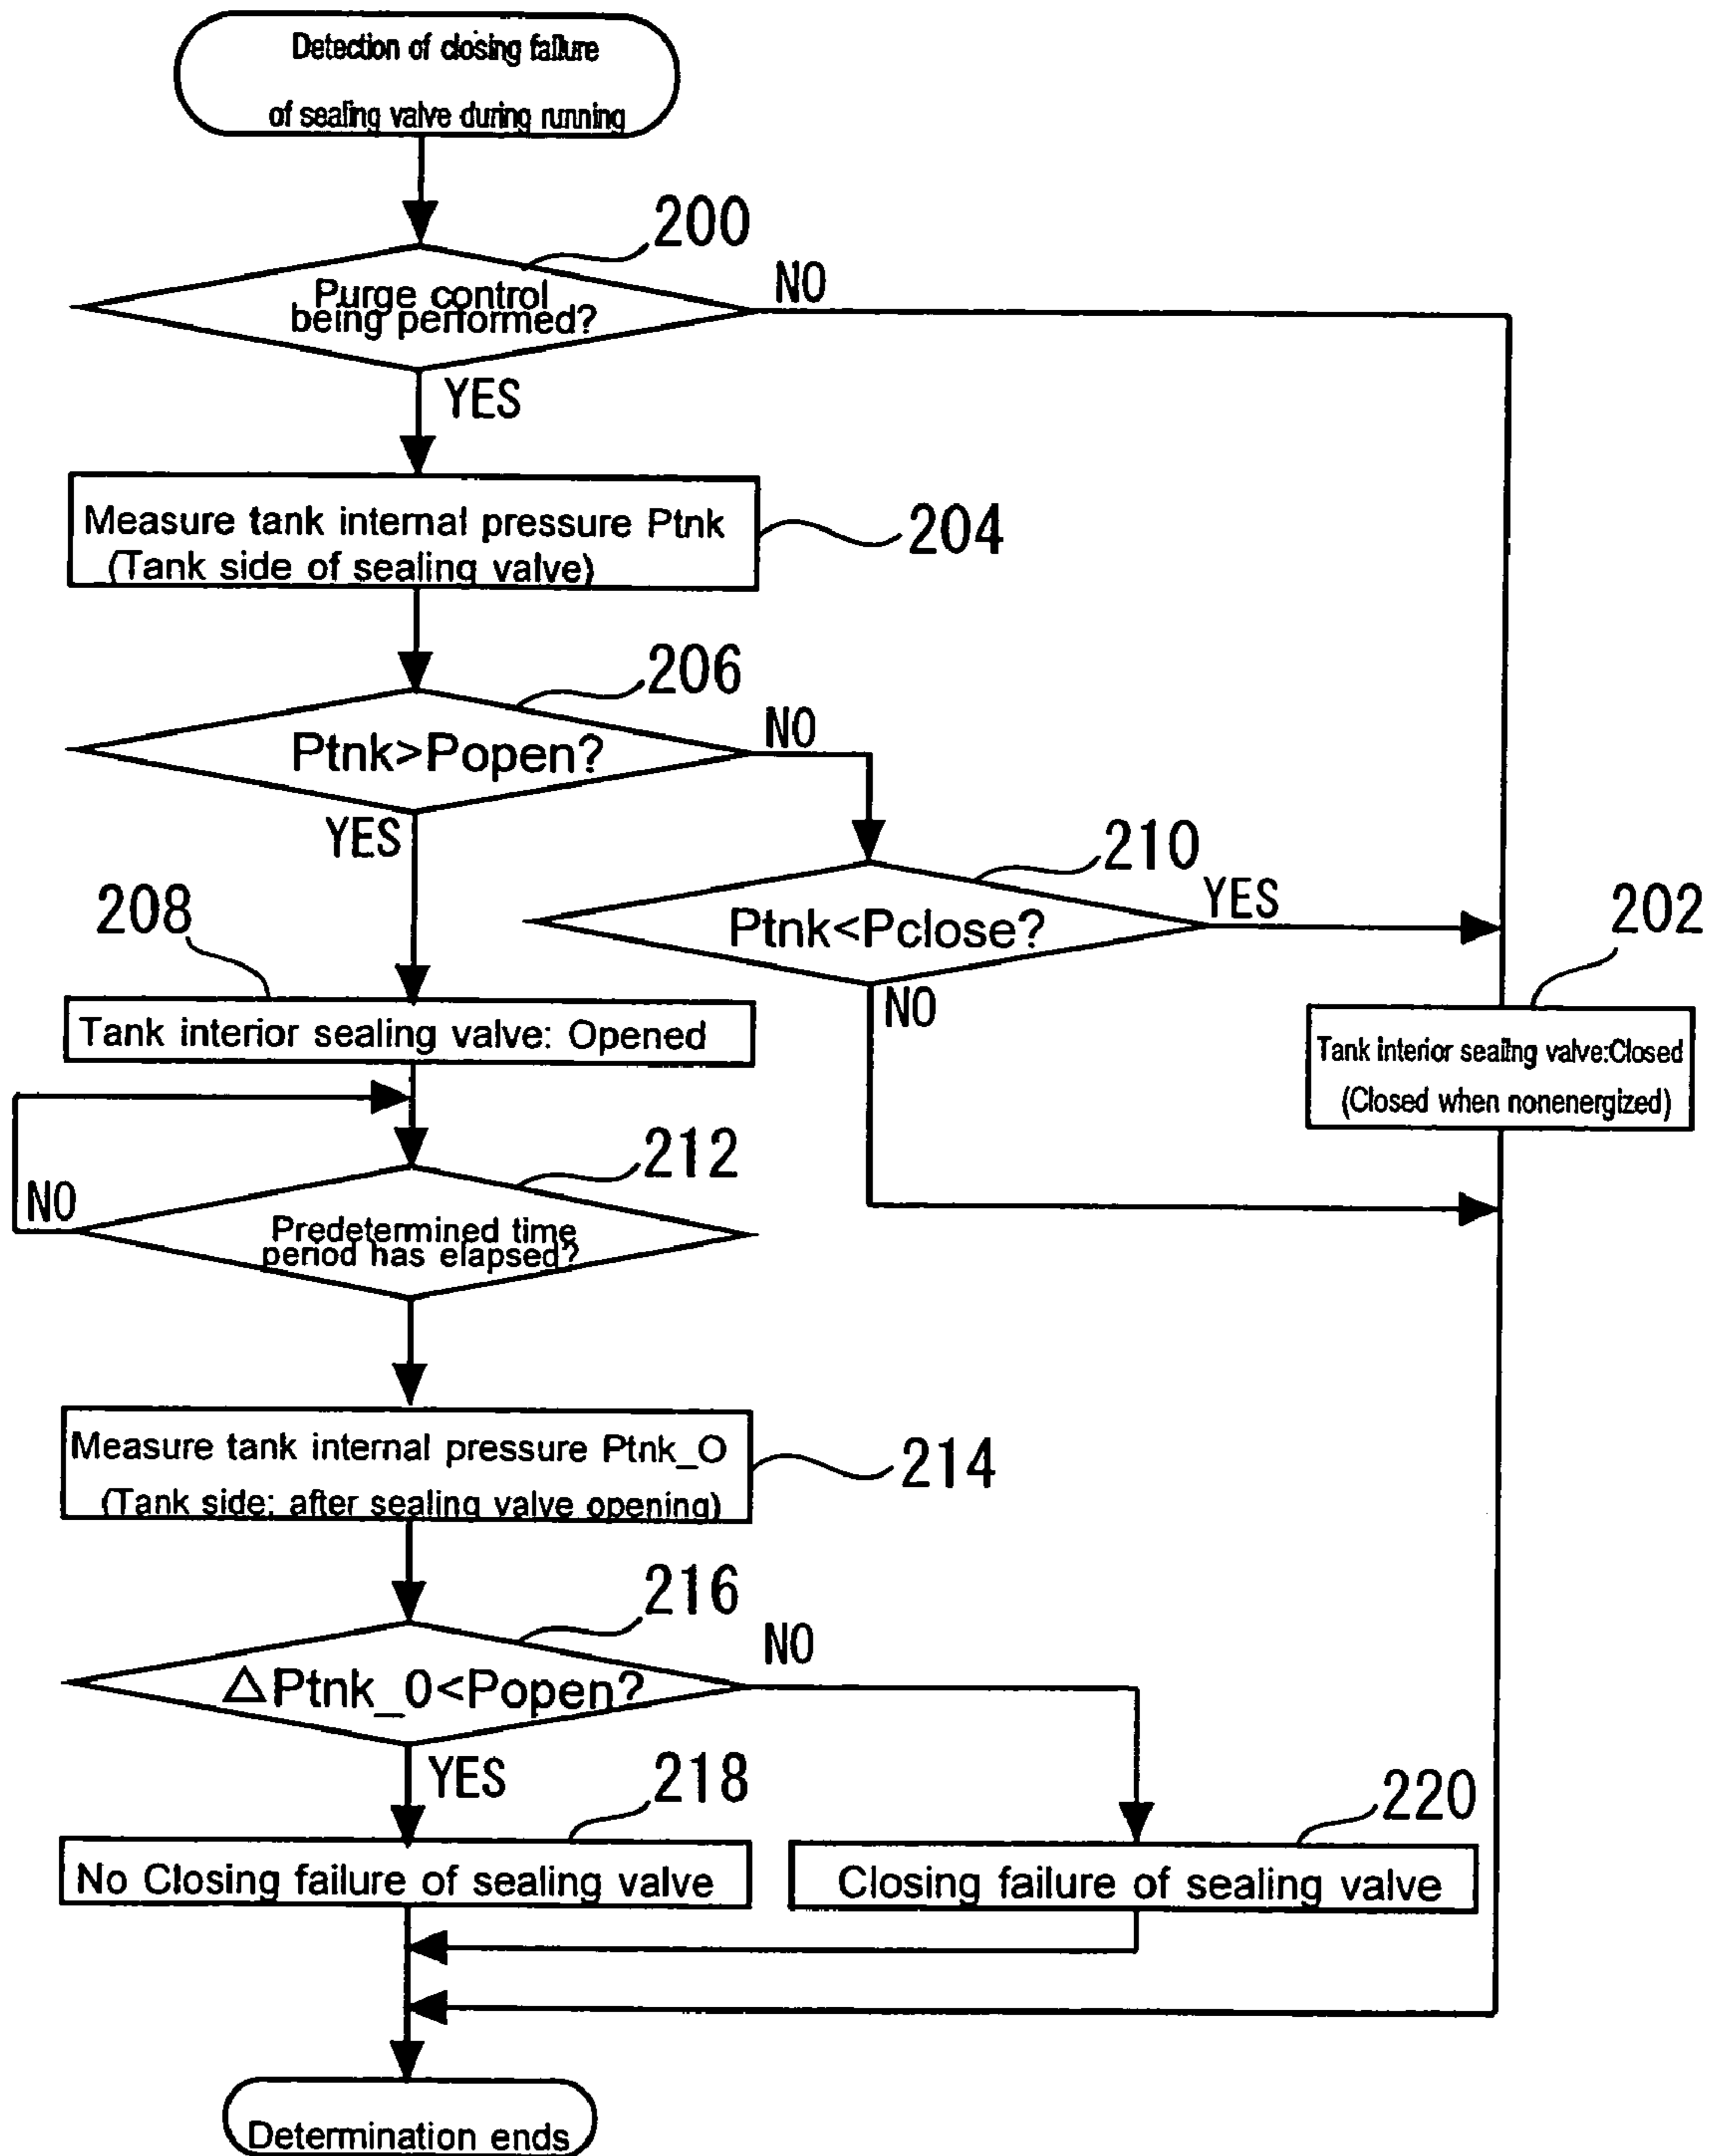 Detection of closing failure
of sealing valve during running
200
Purge control
being performed?
NO
YES
Measure tank internal pressure Ptnk
(Tank side of sealing valve)
204
206
Ptnk>Popen?
NO
YES
210
Ptnk<Pclose?
YES
NO
208
Tank interior sealing valve: Opened
202
Tank interior sealing valve:Closed
(Closed when nonenergized)
212
Predetermined time
period has elapsed?
NO
Measure tank internal pressure Ptnk_O
(Tank side; after sealing valve opening)
214
216
△Ptnk_0<Popen?
NO
YES
218
No Closing failure of sealing valve
220
Closing failure of sealing valve
Determination ends